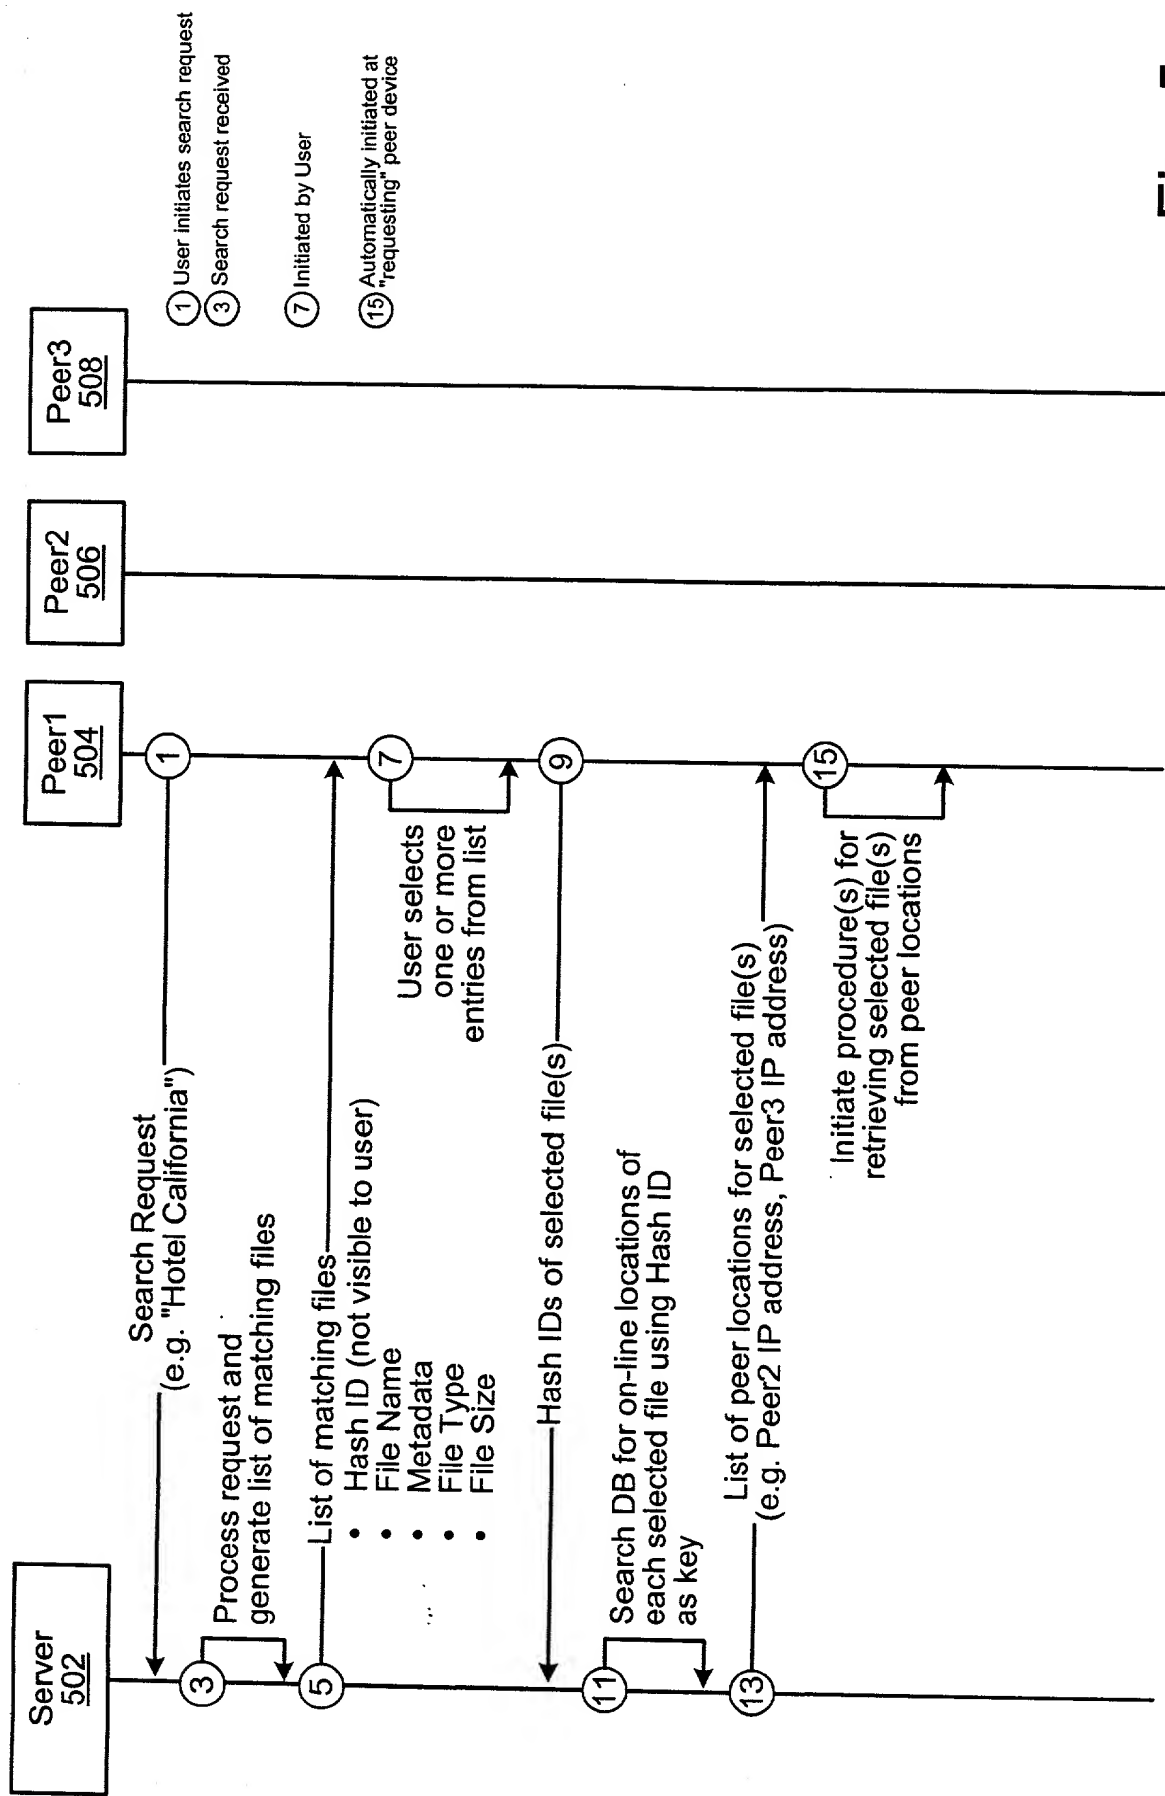 Server
502
Peer1
504
Peer2
506
Peer3
508
1 User initiates search request
3 Search request received
7 Initiated by User
15 Automatically initiated at
"requesting" peer device
1
Search Request
(e.g. "Hotel California")
3
Process request and
generate list of matching files
5
List of matching files
• Hash ID (not visible to user)
• File Name
• Metadata
• File Type
• File Size
7
User selects
one or more
entries from list
9
Hash IDs of selected file(s)
11
Search DB for on-line locations of
each selected file using Hash ID
as key
13
List of peer locations for selected file(s)
(e.g. Peer2 IP address, Peer3 IP address)
15
Initiate procedure(s) for
retrieving selected file(s)
from peer locations